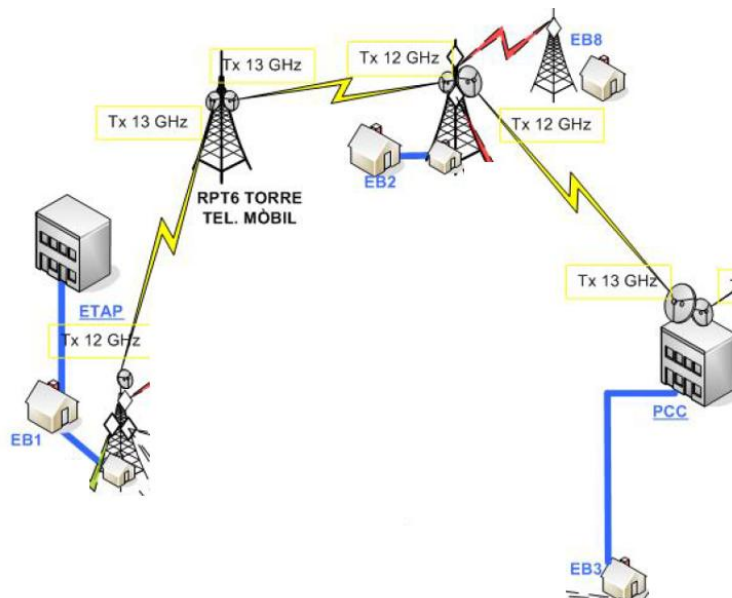 Tx 13 GHz
Tx 12 GHz
EB8
Tx 13 GHz
Tx 12 GHz
EB2
RPT6 TORRE
TEL. MÒBIL
Tx 13 GHz
ETAP
Tx 12 GHz
PCC
EB1
EB3